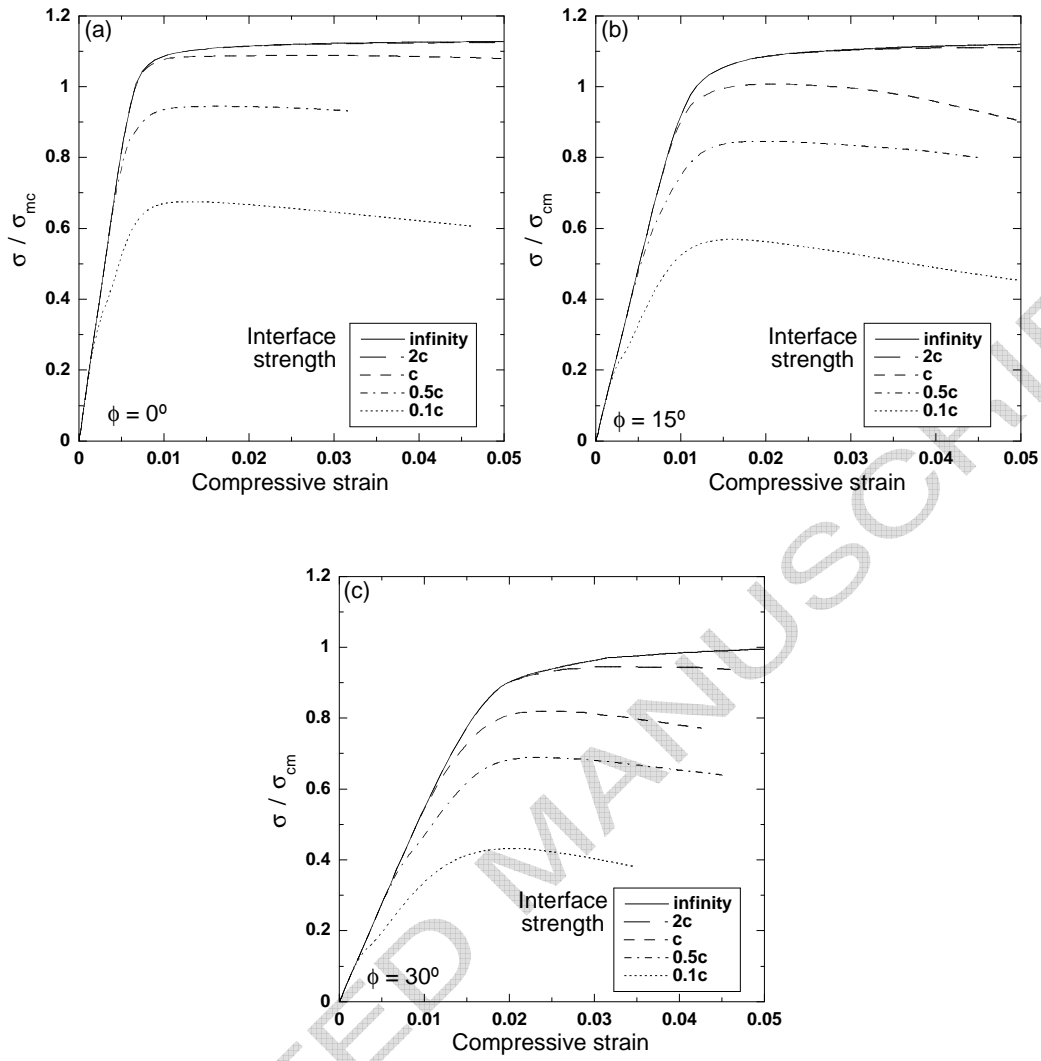 (a)
1.2
1
0.8
0.6
0.4
0.2
0
σ / σmc
Interface
strength
infinity
2c
c
0.5c
0.1c
ϕ = 0º
0 0.01 0.02 0.03 0.04 0.05
Compressive strain
(b)
1.2
1
0.8
0.6
0.4
0.2
0
σ / σcm
Interface
strength
infinity
2c
c
0.5c
0.1c
ϕ = 15º
0 0.01 0.02 0.03 0.04 0.05
Compressive strain
(c)
1.2
1
0.8
0.6
0.4
0.2
0
σ / σcm
Interface
strength
infinity
2c
c
0.5c
0.1c
ϕ = 30º
0 0.01 0.02 0.03 0.04 0.05
Compressive strain
TED MANUSCRI